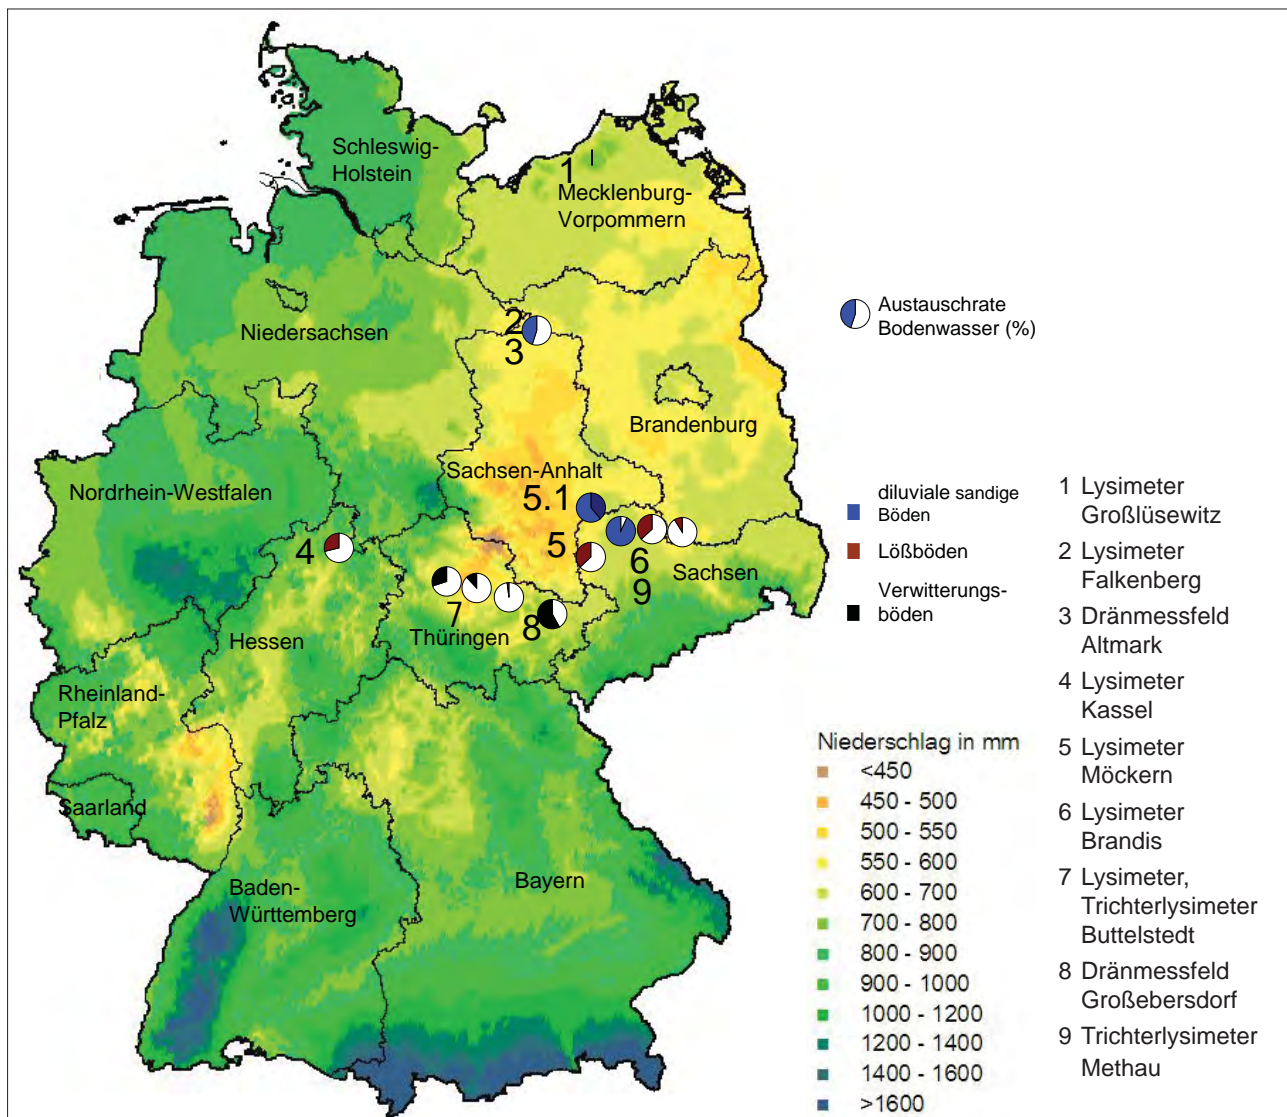 Schleswig-
Holstein
1
Mecklenburg-
Vorpommern
Niedersachsen
2
3
Brandenburg
Sachsen-Anhalt
5.1
Nordrhein-Westfalen
4
5
6
9
Sachsen
7
Thüringen
8
Hessen
Rheinland-
Pfalz
Saarland
Baden-
Württemberg
Bayern
Austauschrate
Bodenwasser (%)
diluviale sandige
Böden
Lößböden
Verwitterungs-
böden
Niederschlag in mm
<450
450 - 500
500 - 550
550 - 600
600 - 700
700 - 800
800 - 900
900 - 1000
1000 - 1200
1200 - 1400
1400 - 1600
>1600
1 Lysimeter
Großlüsewitz
2 Lysimeter
Falkenberg
3 Dränmessfeld
Altmark
4 Lysimeter
Kassel
5 Lysimeter
Möckern
6 Lysimeter
Brandis
7 Lysimeter,
Trichterlysimeter
Buttelstedt
8 Dränmessfeld
Großebersdorf
9 Trichterlysimeter
Methau